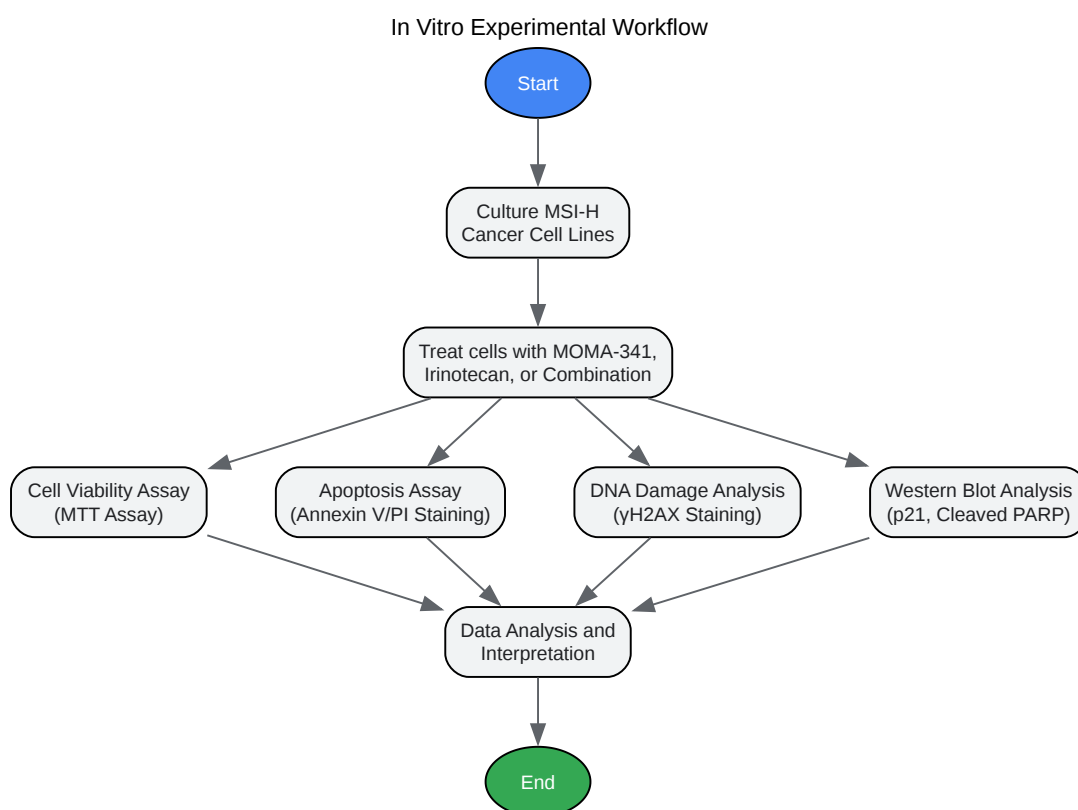 In Vitro Experimental Workflow
Start
Culture MSI-H
Cancer Cell Lines
Treat cells with MOMA-341,
Irinotecan, or Combination
Cell Viability Assay
(MTT Assay)
Apoptosis Assay
(Annexin V/PI Staining)
DNA Damage Analysis
(γH2AX Staining)
Western Blot Analysis
(p21, Cleaved PARP)
Data Analysis and
Interpretation
End